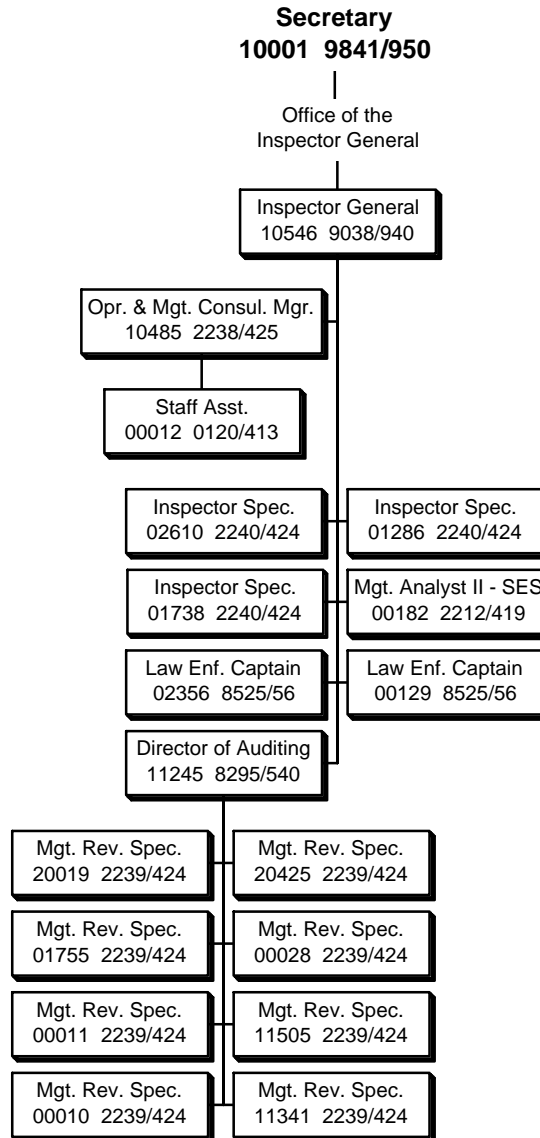 Secretary
10001 9841/950
Office of the
Inspector General
Inspector General
10546 9038/940
Opr. & Mgt. Consul. Mgr.
10485 2238/425
Staff Asst.
00012 0120/413
Inspector Spec.
02610 2240/424
Inspector Spec.
01286 2240/424
Inspector Spec.
01738 2240/424
Mgt. Analyst II - SES
00182 2212/419
Law Enf. Captain
02356 8525/56
Law Enf. Captain
00129 8525/56
Director of Auditing
11245 8295/540
Mgt. Rev. Spec.
20019 2239/424
Mgt. Rev. Spec.
20425 2239/424
Mgt. Rev. Spec.
01755 2239/424
Mgt. Rev. Spec.
00028 2239/424
Mgt. Rev. Spec.
00011 2239/424
Mgt. Rev. Spec.
11505 2239/424
Mgt. Rev. Spec.
00010 2239/424
Mgt. Rev. Spec.
11341 2239/424